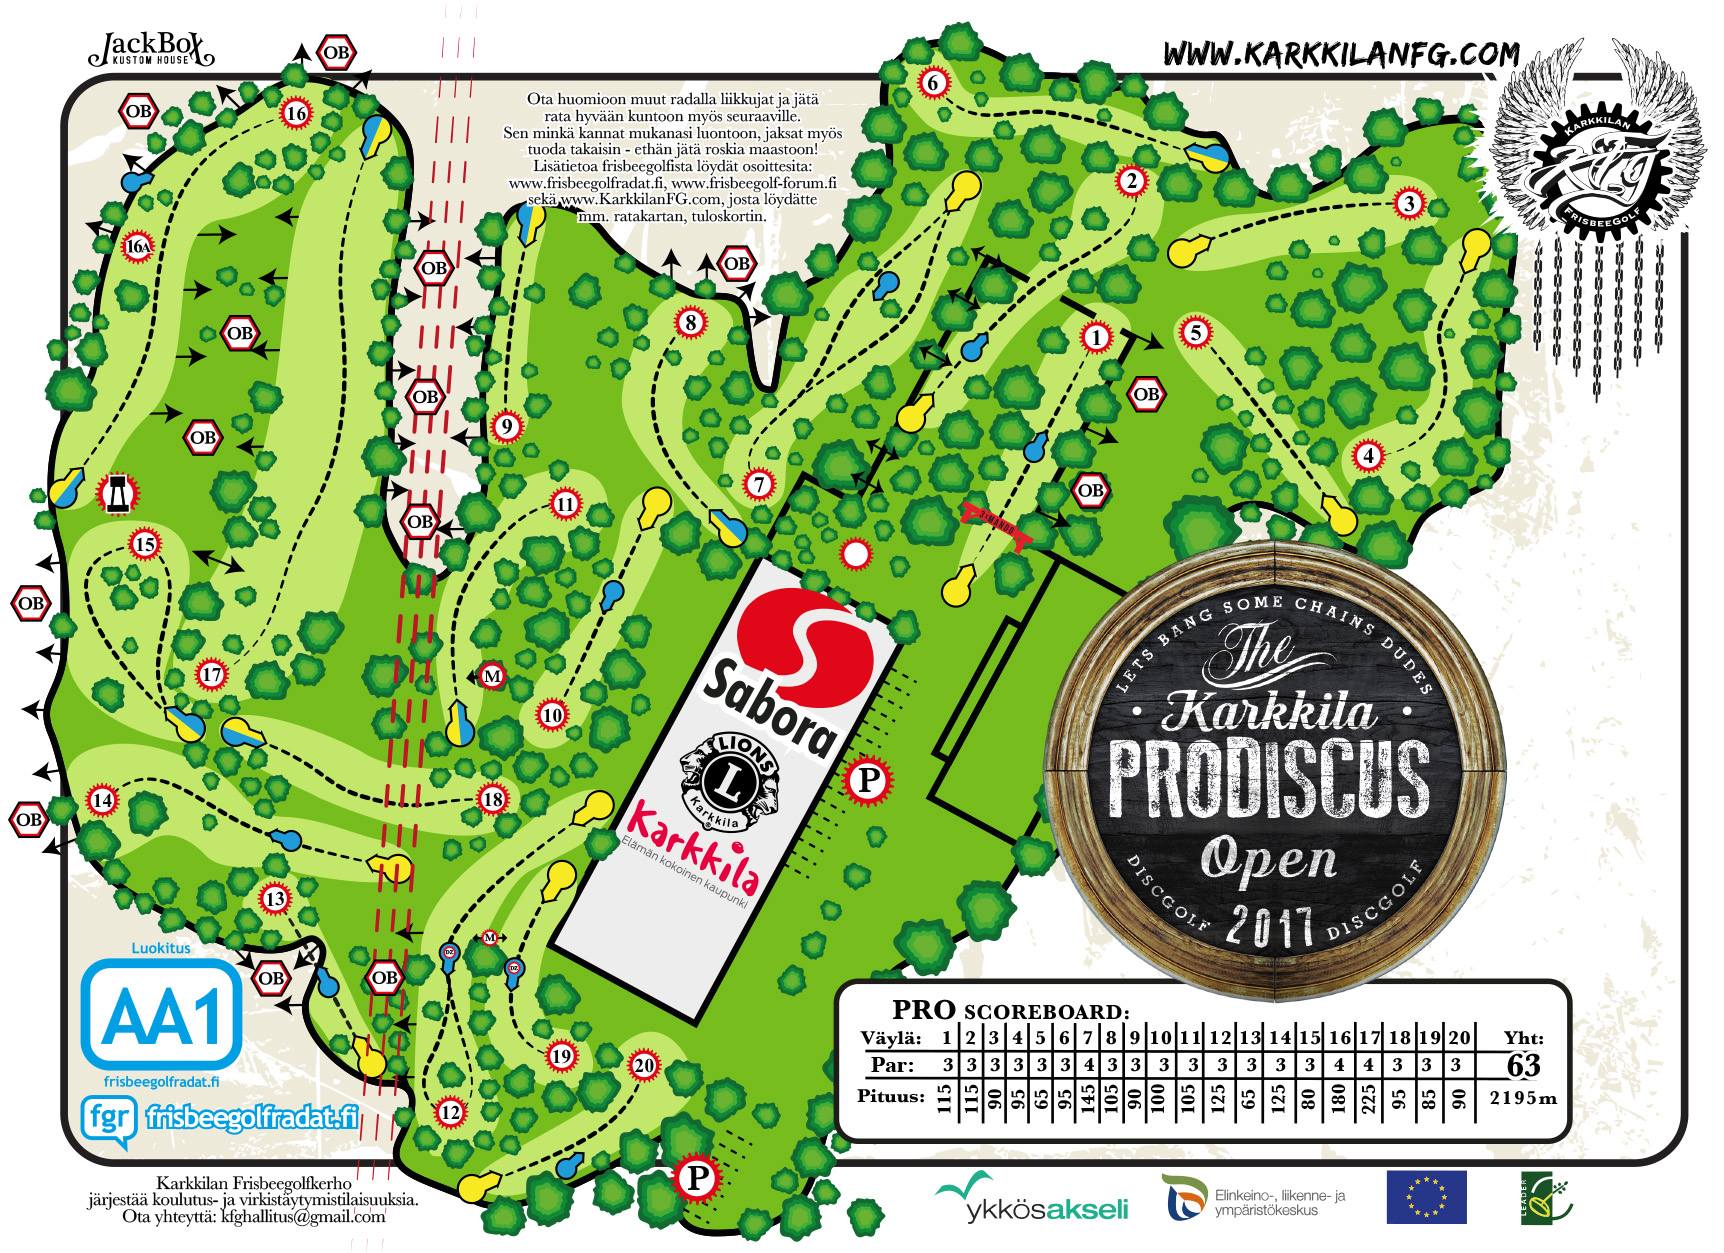 JackBox
KUSTOM HOUSE
WWW.KARKKILANFG.COM
KARKKILAN
KFG
FRISBEEGOLF
Ota huomioon muut radalla liikkujat ja jätä
rata hyvään kuntoon myös seuraaville.
Sen minkä kannat mukanasi luontoon, jaksat myös
tuoda takaisin - ethän jätä roskia maastoon!
Lisätietoa frisbeegolfista löydät osoittesita:
www.frisbeegolfradat.fi, www.frisbeegolf-forum.fi
sekä www.KarkkilanFG.com, josta löydätte
mm. ratakartan, tuloskortin.
OB
OB
16
6
2
3
16A
OB
OB
OB
8
1
5
OB
OB
9
OB
4
7
OB
11
OB
3xMANDO
15
OB
17
M
10
14
18
OB
13
OB
OB
M
DZ
DZ
19
20
12
P
P
Sabora
LIONS
L
Karkkila
Karkkila
Elämän kokoinen kaupunki
LETS BANG SOME CHAINS DUDES
The
Karkkila
PRODISCUS
Open
2017
DISCGOLF DISCGOLF
Luokitus
AA1
frisbeegolfradat.fi
fgr frisbeegolfradat.fi
PRO SCOREBOARD:
Väylä: 1 2 3 4 5 6 7 8 9 10 11 12 13 14 15 16 17 18 19 20 Yht:
Par: 3 3 3 3 3 3 4 3 3 3 3 3 3 3 3 4 4 3 3 3 63
Pituus: 115 115 90 95 65 95 145 105 90 100 105 125 65 125 80 180 225 95 85 90 2195m
Karkkilan Frisbeegolfkerho
järjestää koulutus- ja virkistäytymistilaisuuksia.
Ota yhteyttä: kfghallitus@gmail.com
ykkösakseli
Elinkeino-, liikenne- ja
ympäristökeskus
LEADER